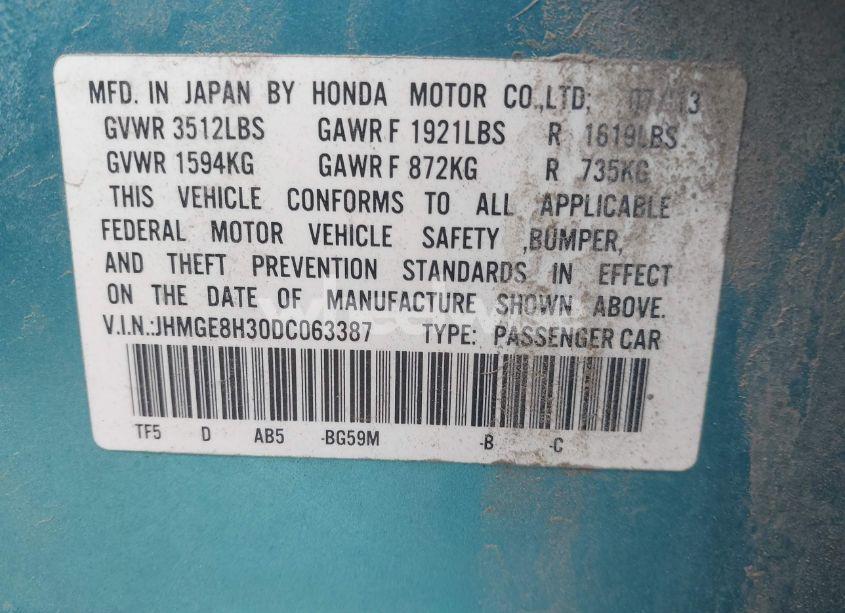 MFD. IN JAPAN BY HONDA MOTOR CO.,LTD; 07/13
GVWR 3512LBS GAWR F 1921LBS R 1619LBS
GVWR 1594KG GAWR F 872KG R 735KG
THIS VEHICLE CONFORMS TO ALL APPLICABLE
FEDERAL MOTOR VEHICLE SAFETY ,BUMPER,
AND THEFT PREVENTION STANDARDS IN EFFECT
ON THE DATE OF MANUFACTURE SHOWN ABOVE.
V.I.N.:JHMGE8H30DC063387 TYPE: PASSENGER CAR
TF5 D AB5 -BG59M -B -C